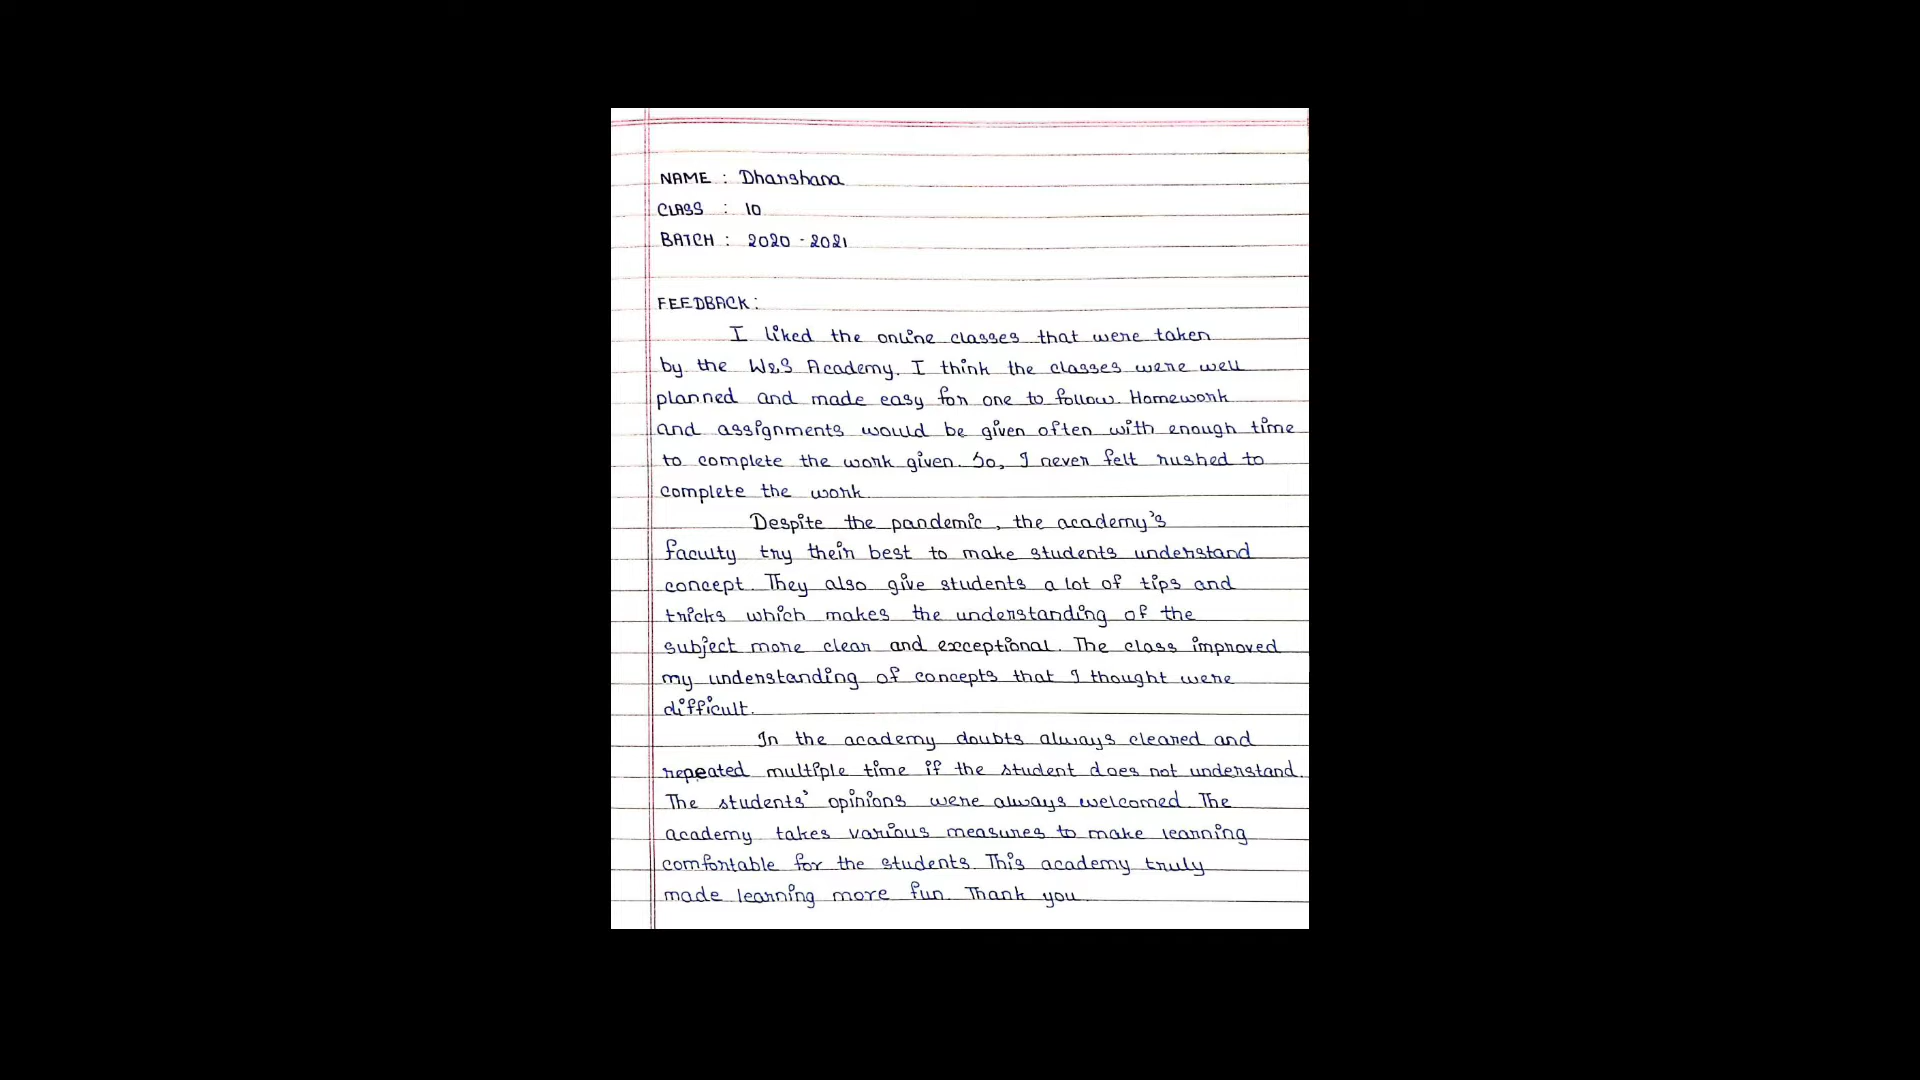 NAME : Dharshana
CLASS : 10
BATCH : 2020 - 2021
FEEDBACK:
I liked the online classes that were taken
by the W&S Academy. I think the classes were well
planned and made easy for one to follow. Homework
and assignments would be given often with enough time
to complete the work given. So, I never felt rushed to
complete the work.
Despite the pandemic, the academy's
faculty try their best to make students understand
concept. They also give students a lot of tips and
tricks which makes the understanding of the
subject more clear and exceptional. The class improved
my understanding of concepts that I thought were
difficult.
In the academy doubts always cleared and
repeated multiple time if the student does not understand.
The students' opinions were always welcomed. The
academy takes various measures to make learning
comfortable for the students. This academy truly
made learning more fun. Thank you.